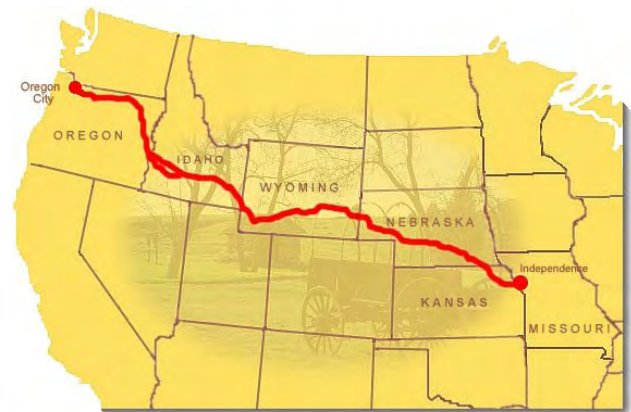 Oregon
City
OREGON
IDAHO
WYOMING
NEBRASKA
Independence
KANSAS
MISSOURI